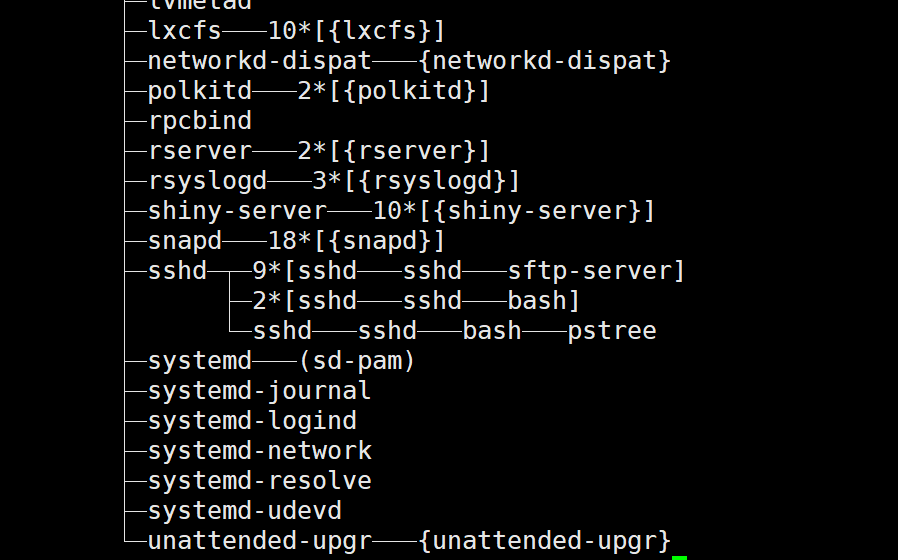 ├─lvmetad
├─lxcfs───10*[{lxcfs}]
├─networkd-dispat───{networkd-dispat}
├─polkitd───2*[{polkitd}]
├─rpcbind
├─rserver───2*[{rserver}]
├─rsyslogd───3*[{rsyslogd}]
├─shiny-server───10*[{shiny-server}]
├─snapd───18*[{snapd}]
├─sshd─┬─9*[sshd───sshd───sftp-server]
│      ├─2*[sshd───sshd───bash]
│      └─sshd───sshd───bash───pstree
├─systemd───(sd-pam)
├─systemd-journal
├─systemd-logind
├─systemd-network
├─systemd-resolve
├─systemd-udevd
└─unattended-upgr───{unattended-upgr}